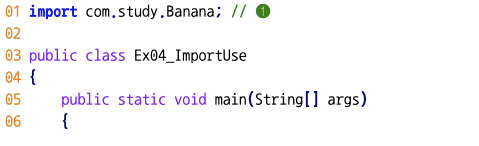 01 import com.study.Banana; // ❶
02
03 public class Ex04_ImportUse
04 {
05     public static void main(String[] args)
06     {